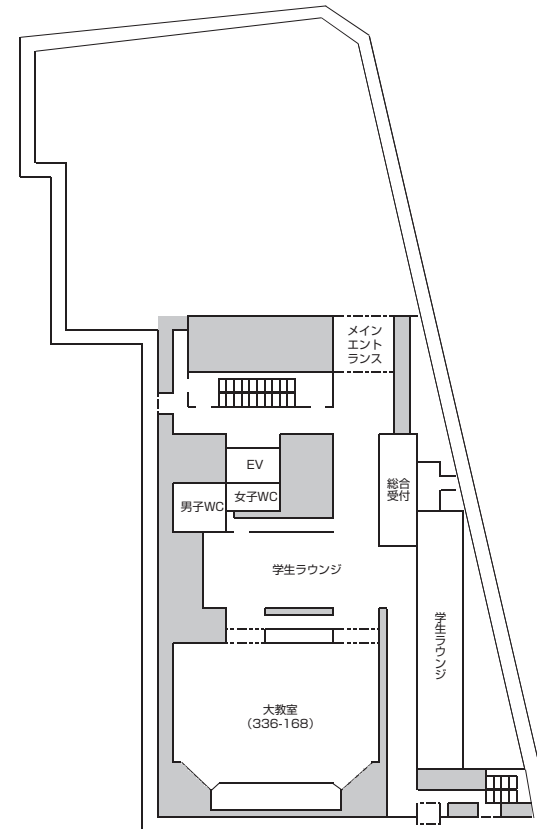 メイン
エント
ランス
EV
総合
受付
女子WC
男子WC
学生ラウンジ
学生ラウンジ
大教室
（336-168）